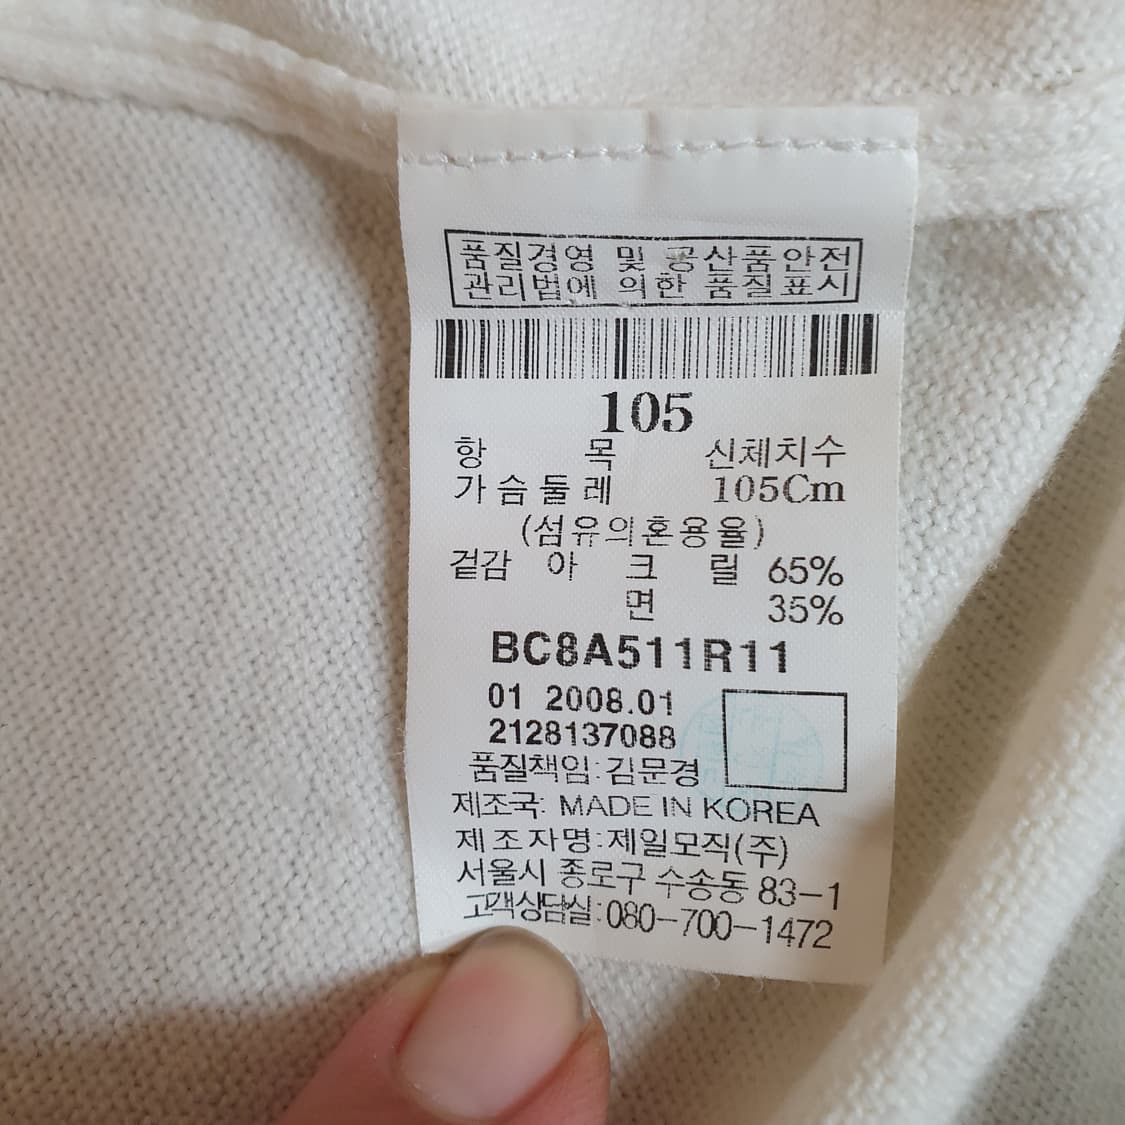 품질경영 및 공산품안전
관리법에 의한 품질표시
105
항 목 신체치수
가슴둘레 105Cm
(섬유의혼용율)
겉감 아 크 릴 65%
면 35%
BC8A511R11
01 2008.01
2128137088
품질책임:김문경
제조국: MADE IN KOREA
제조자명:제일모직(주)
서울시 종로구 수송동 83-1
고객상담실:080-700-1472